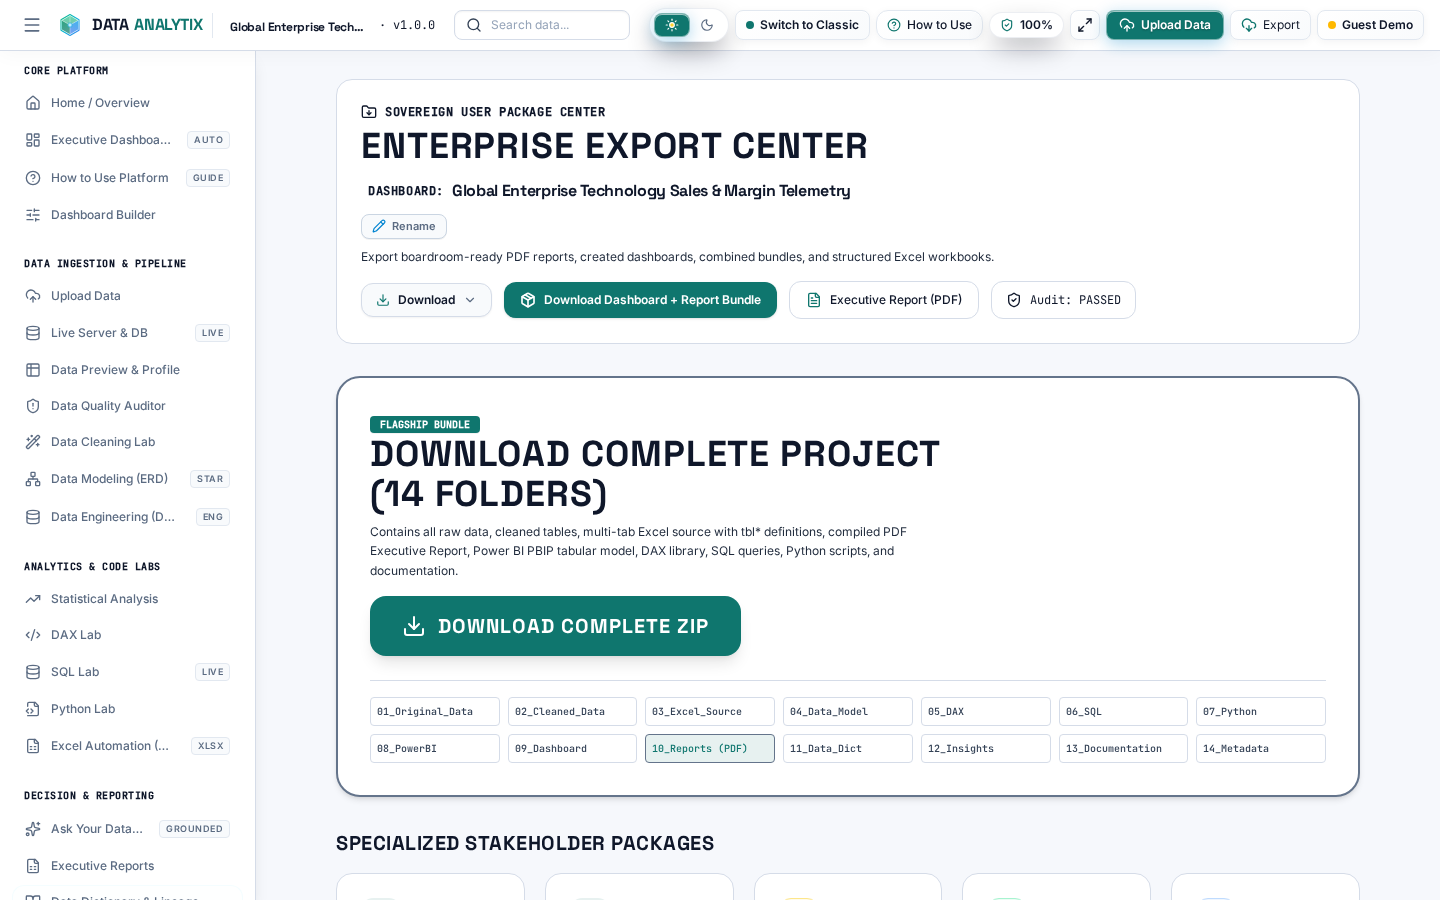 DATA ANALYTIX
Global Enterprise Tech...
· v1.0.0
Search data...
Switch to Classic
How to Use
100%
Upload Data
Export
Guest Demo
CORE PLATFORM
Home / Overview
Executive Dashboa...
AUTO
How to Use Platform
GUIDE
Dashboard Builder
DATA INGESTION & PIPELINE
Upload Data
Live Server & DB
LIVE
Data Preview & Profile
Data Quality Auditor
Data Cleaning Lab
Data Modeling (ERD)
STAR
Data Engineering (D...
ENG
ANALYTICS & CODE LABS
Statistical Analysis
DAX Lab
SQL Lab
LIVE
Python Lab
Excel Automation (...
XLSX
DECISION & REPORTING
Ask Your Data...
GROUNDED
Executive Reports
Data Dictionary & Lineage
SOVEREIGN USER PACKAGE CENTER
ENTERPRISE EXPORT CENTER
DASHBOARD: Global Enterprise Technology Sales & Margin Telemetry
Rename
Export boardroom-ready PDF reports, created dashboards, combined bundles, and structured Excel workbooks.
Download
Download Dashboard + Report Bundle
Executive Report (PDF)
Audit: PASSED
FLAGSHIP BUNDLE
DOWNLOAD COMPLETE PROJECT
(14 FOLDERS)
Contains all raw data, cleaned tables, multi-tab Excel source with tbl* definitions, compiled PDF
Executive Report, Power BI PBIP tabular model, DAX library, SQL queries, Python scripts, and
documentation.
DOWNLOAD COMPLETE ZIP
01_Original_Data
02_Cleaned_Data
03_Excel_Source
04_Data_Model
05_DAX
06_SQL
07_Python
08_PowerBI
09_Dashboard
10_Reports (PDF)
11_Data_Dict
12_Insights
13_Documentation
14_Metadata
SPECIALIZED STAKEHOLDER PACKAGES